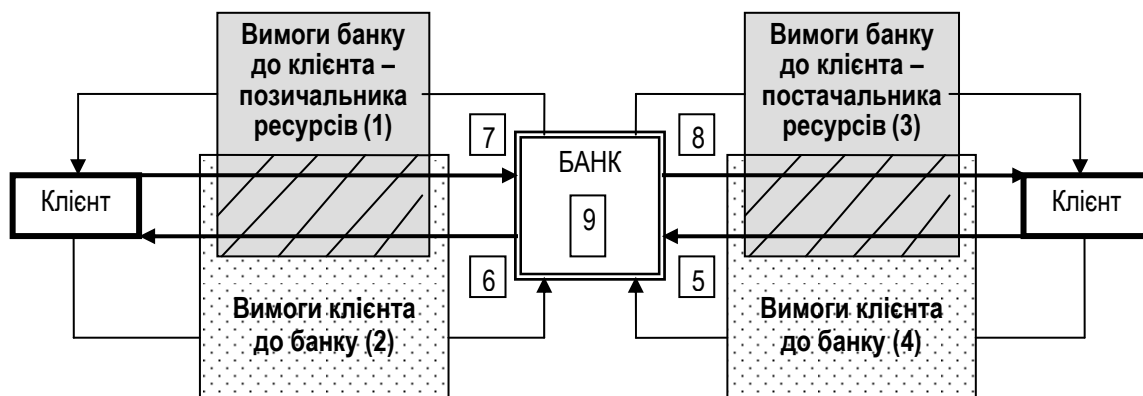 Вимоги банку
до клієнта –
позичальника
ресурсів (1)
Вимоги банку
до клієнта –
постачальника
ресурсів (3)
7
8
БАНК
Клієнт
9
Клієнт
6
5
Вимоги клієнта
до банку (2)
Вимоги клієнта
до банку (4)